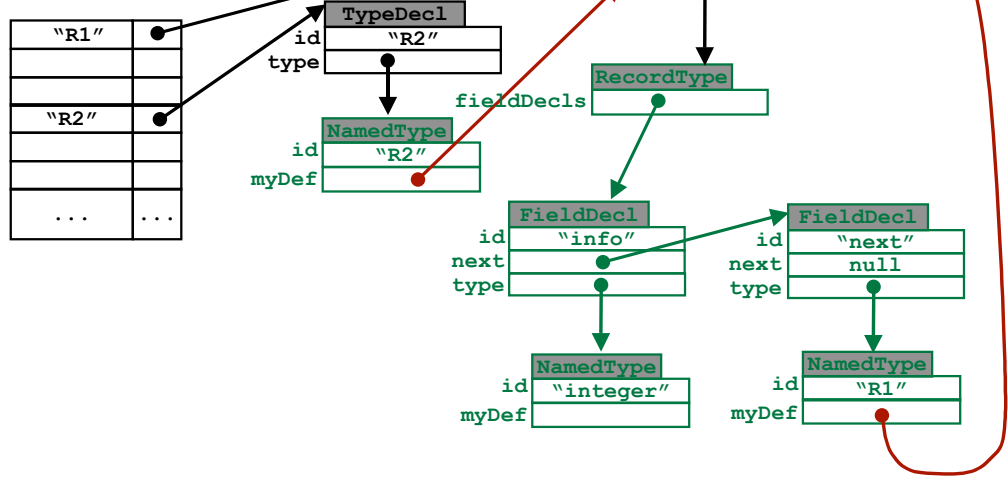 TypeDecl
"R1"
id "R2"
type
RecordType
fieldDecls
"R2"
NamedType
id "R2"
myDef
... ...
FieldDecl
id "info"
next
type
FieldDecl
id "next"
next null
type
NamedType
id "integer"
myDef
NamedType
id "R1"
myDef